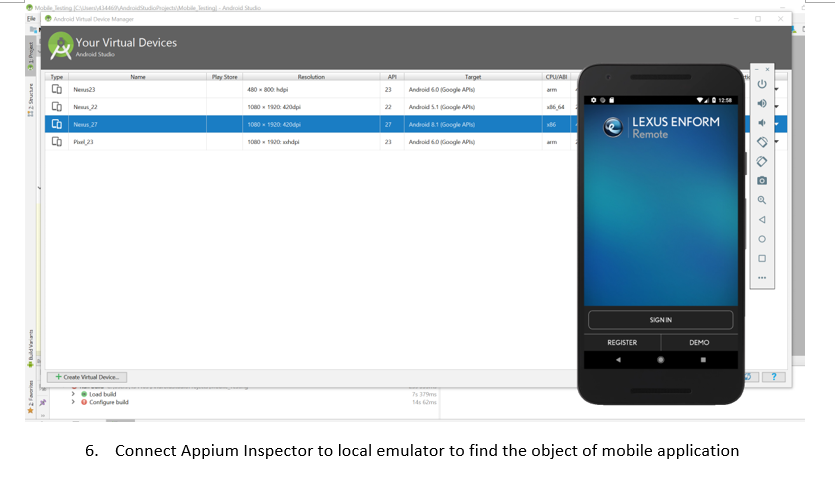 Mobile_Testing [C:\Users\434469\AndroidStudioProjects\Mobile_Testing] - Android Studio
File
Android Virtual Device Manager
Your Virtual Devices
Android Studio
Type Name Play Store Resolution API Target CPU/ABI
Nexus23 480 × 800: hdpi 23 Android 6.0 (Google APIs) arm
Nexus_22 1080 × 1920: 420dpi 22 Android 5.1 (Google APIs) x86_64
Nexus_27 1080 × 1920: 420dpi 27 Android 8.1 (Google APIs) x86
Pixel_23 1080 × 1920: xxhdpi 23 Android 6.0 (Google APIs) arm
1: Project
2: Structure
Build Variants
2: Favorites
12:58
LEXUS ENFORM
Remote
SIGN IN
REGISTER DEMO
+ Create Virtual Device...
?
Load build 7s 379ms
Configure build 14s 62ms
6. Connect Appium Inspector to local emulator to find the object of mobile application